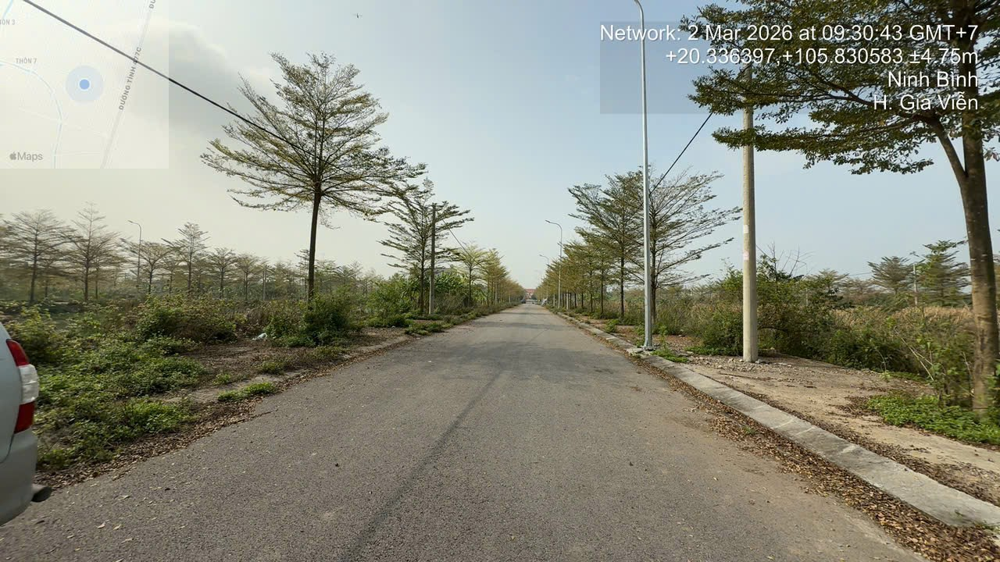 Network: 2 Mar 2026 at 09:30:43 GMT+7
+20.336397,+105.830583 ±4.75m
Ninh Bình
H. Gia Viễn
THÔN 7
ĐƯỜNG TỈNH 477C
Maps